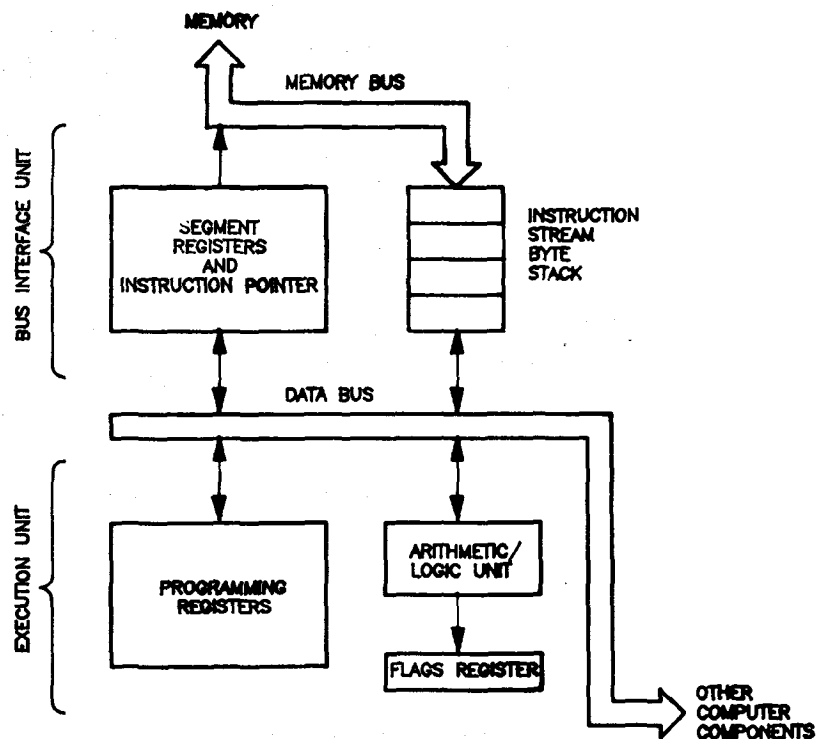 MEMORY
MEMORY BUS
BUS INTERFACE UNIT
SEGMENT
REGISTERS
AND
INSTRUCTION POINTER
INSTRUCTION
STREAM
BYTE
STACK
DATA BUS
EXECUTION UNIT
PROGRAMMING
REGISTERS
ARITHMETIC/
LOGIC UNIT
FLAGS REGISTER
OTHER
COMPUTER
COMPONENTS